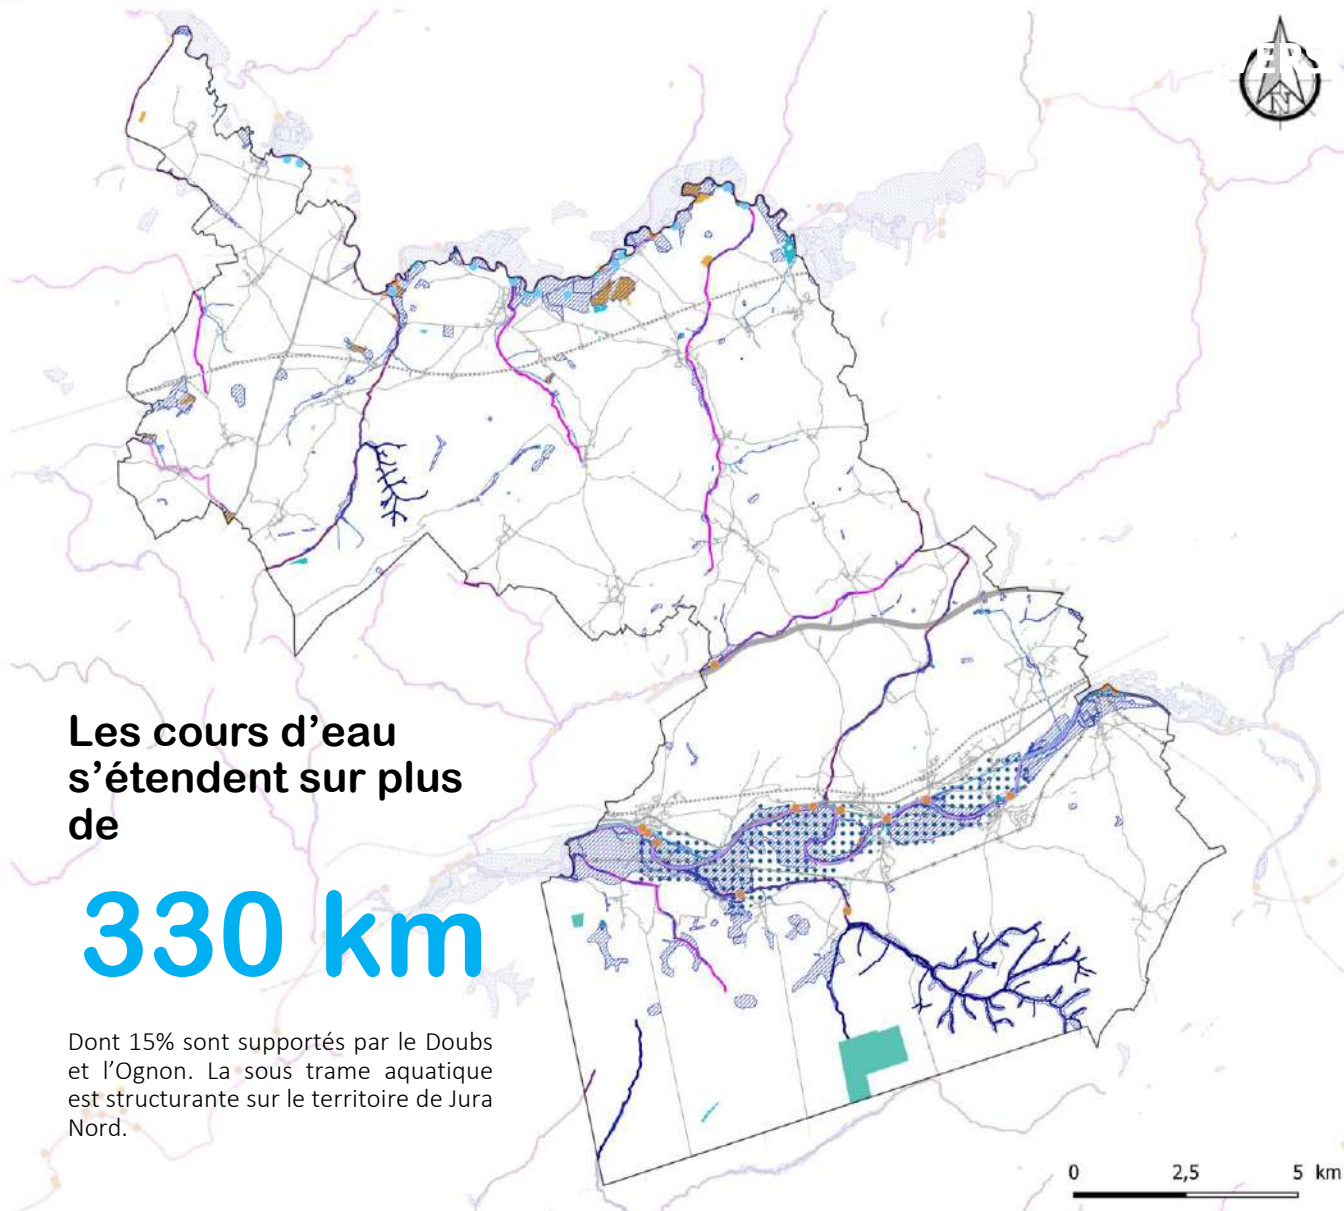 VERS
N
Les cours d’eau
s’étendent sur plus
de
330 km
Dont 15% sont supportés par le Doubs
et l’Ognon. La sous trame aquatique
est structurante sur le territoire de Jura
Nord.
0 2,5 5 km